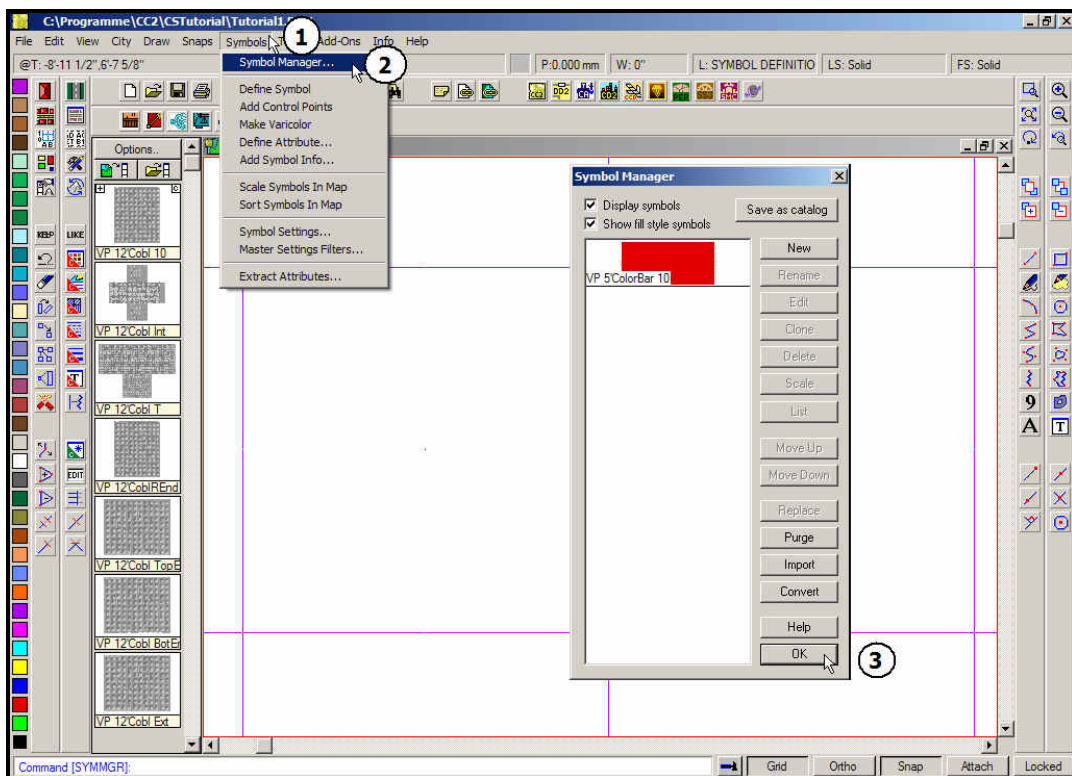 C:\Programme\CC2\CSTutorial\Tutorial1.
1
File Edit View City Draw Snaps Symbols Add-Ons Info Help
@T: -8'-11 1/2",6'-7 5/8"
P:0.000 mm
W: 0"
L: SYMBOL DEFINITIO
LS: Solid
FS: Solid
Symbol Manager...
2
Define Symbol
Add Control Points
Make Varicolor
Define Attribute...
Add Symbol Info...
Scale Symbols In Map
Sort Symbols In Map
Symbol Settings...
Master Settings Filters...
Extract Attributes...
KEEP
LIKE
EDIT
9
A
T
Options..
VP 12'Cobl 10
VP 12'Cobl Int
VP 12'Cobl T
VP 12'CoblREnd
VP 12'Cobl TopE
VP 12'Cobl BotEr
VP 12'Cobl Ext
Symbol Manager
Display symbols
Show fill style symbols
Save as catalog
VP 5'ColorBar 10
New
Rename
Edit
Clone
Delete
Scale
List
Move Up
Move Down
Replace
Purge
Import
Convert
Help
OK
3
Command [SYMMGR]:
Grid
Ortho
Snap
Attach
Locked